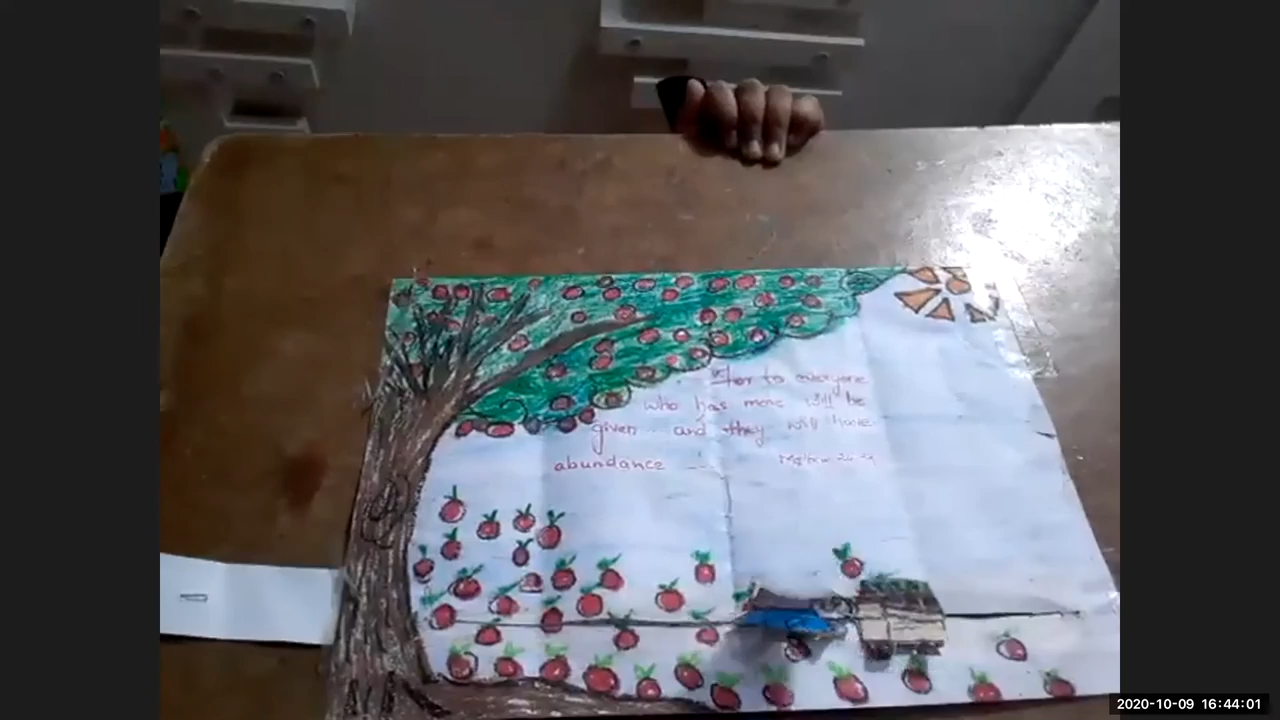 "For to everyone
who has more will be
given and they will have
abundance ...
2020-10-09 16:44:01